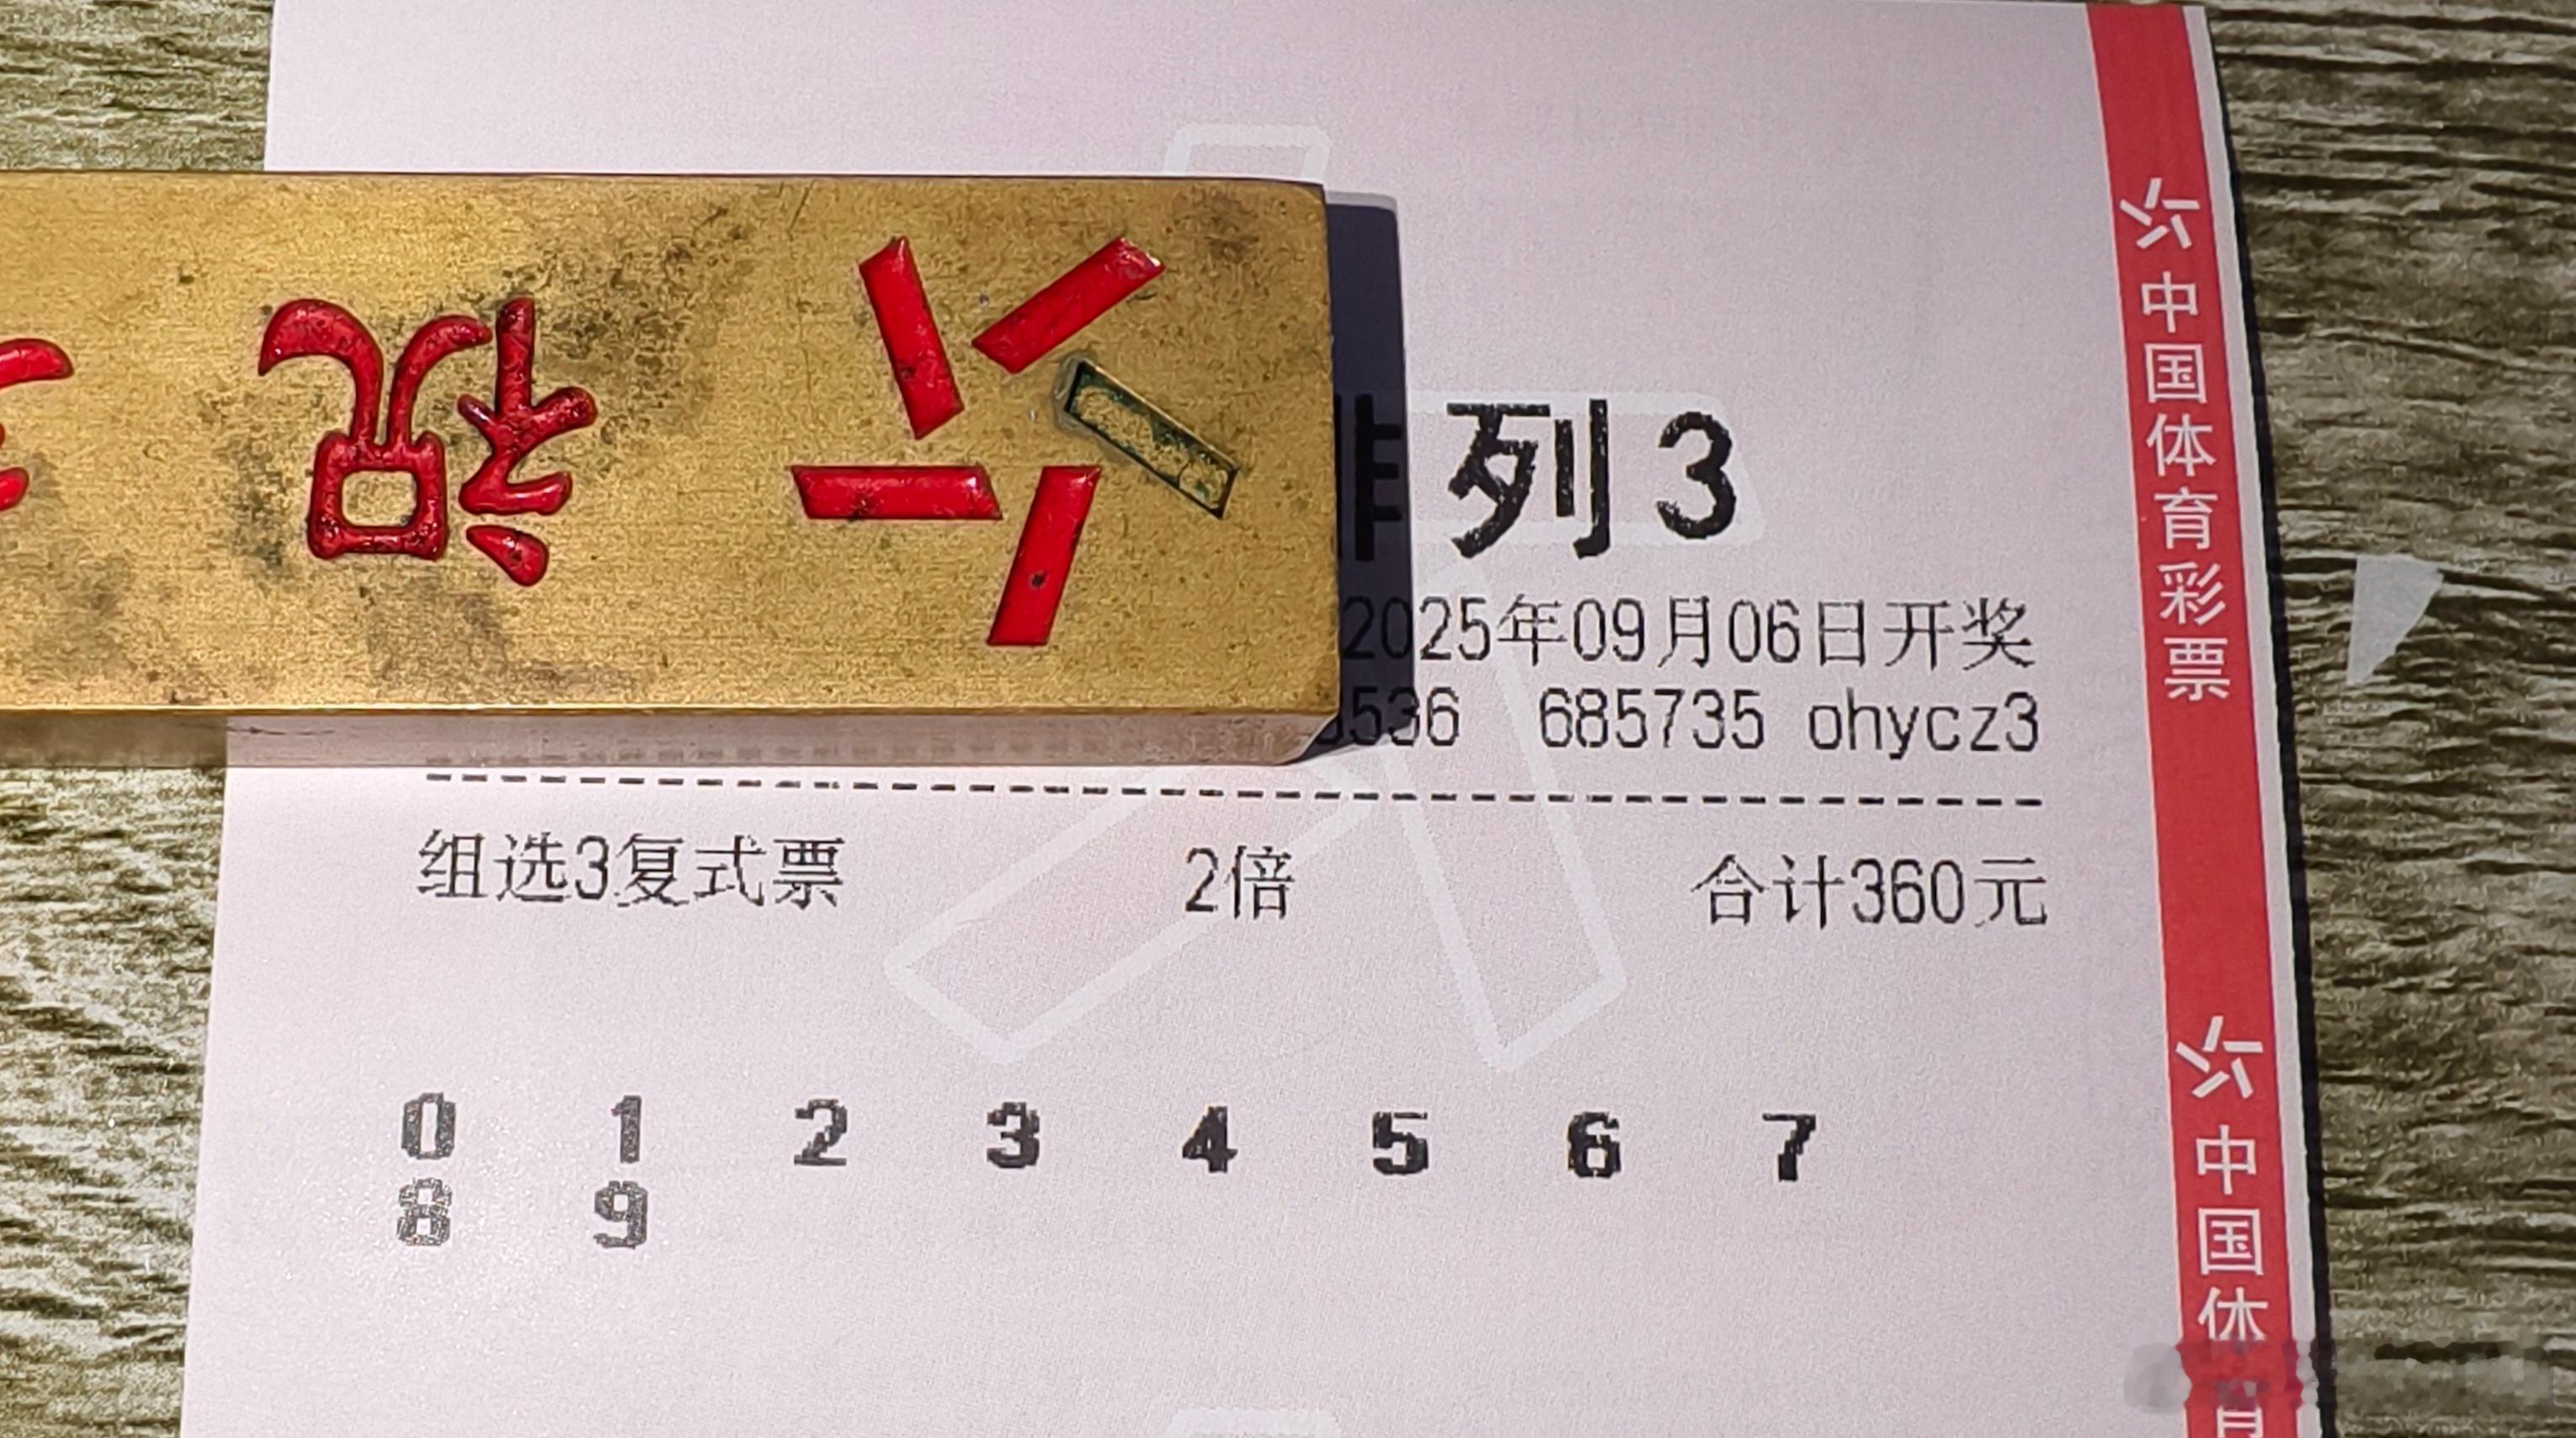 祝
列3
2025年09月06日开奖
536 685735 ohycz3
组选3复式票 2倍 合计360元
0 1 2 3 4 5 6 7
8 9
中国体育彩票
中国体育